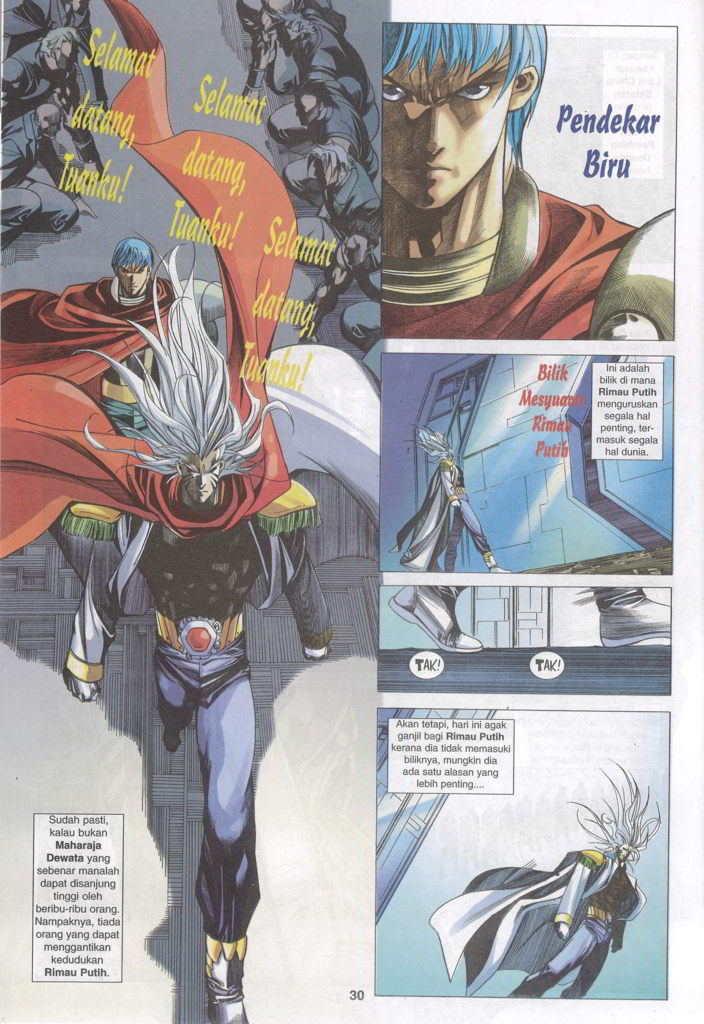 Selamat
datang,
Tuanku!
Selamat
datang,
Tuanku!
Selamat
datang,
Tuanku!
Sudah pasti,
kalau bukan
Maharaja
Dewata yang
sebenar manalah
dapat disanjung
tinggi oleh
beribu-ribu orang.
Nampaknya, tiada
orang yang dapat
menggantikan
kedudukan
Rimau Putih.
Pendekar
Biru
Bilik
Mesyuarat
Rimau
Putih
Ini adalah
bilik di mana
Rimau Putih
menguruskan
segala hal
penting, ter-
masuk segala
hal dunia.
TAK!
TAK!
Akan tetapi, hari ini agak
ganjil bagi Rimau Putih
kerana dia tidak memasuki
biliknya, mungkin dia
ada satu alasan yang
lebih penting....
30